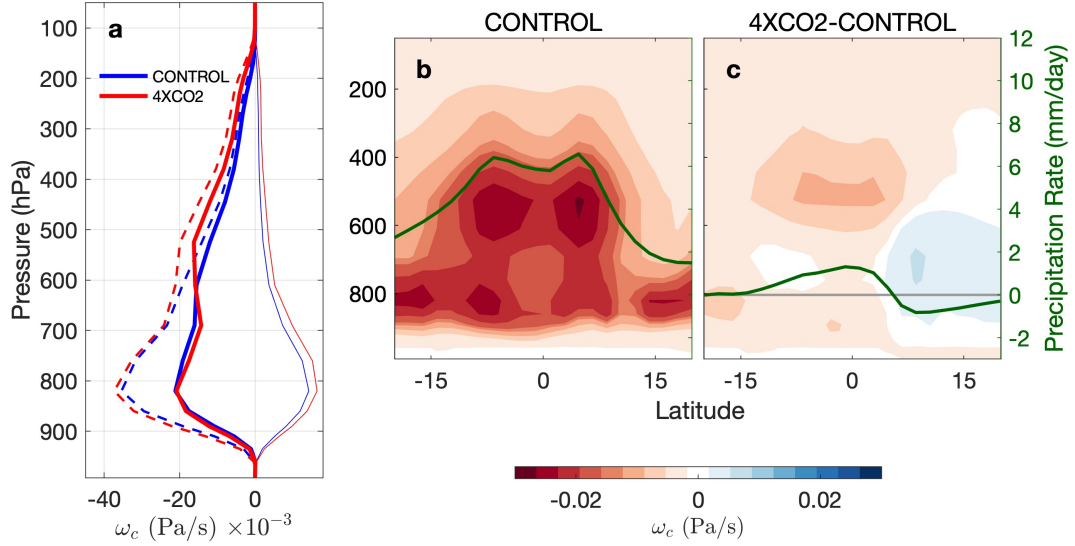 a
CONTROL
4XCO2
100
200
300
400
500
600
700
800
900
Pressure (hPa)
-40 -20 0
ω_c (Pa/s) ×10^{-3}
CONTROL
b
200
400
600
800
-15 0 15
4XCO2-CONTROL
c
-15 0 15
12
10
8
6
4
2
0
-2
Precipitation Rate (mm/day)
Latitude
-0.02 0 0.02
ω_c (Pa/s)